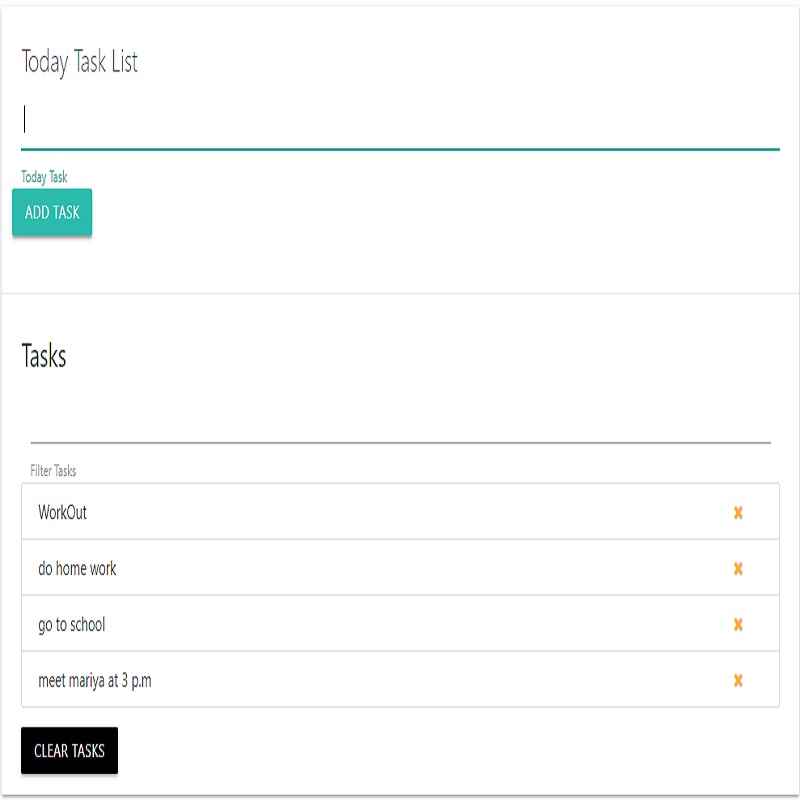 Today Task List
Today Task
ADD TASK
Tasks
Filter Tasks
WorkOut
do home work
go to school
meet mariya at 3 p.m
CLEAR TASKS